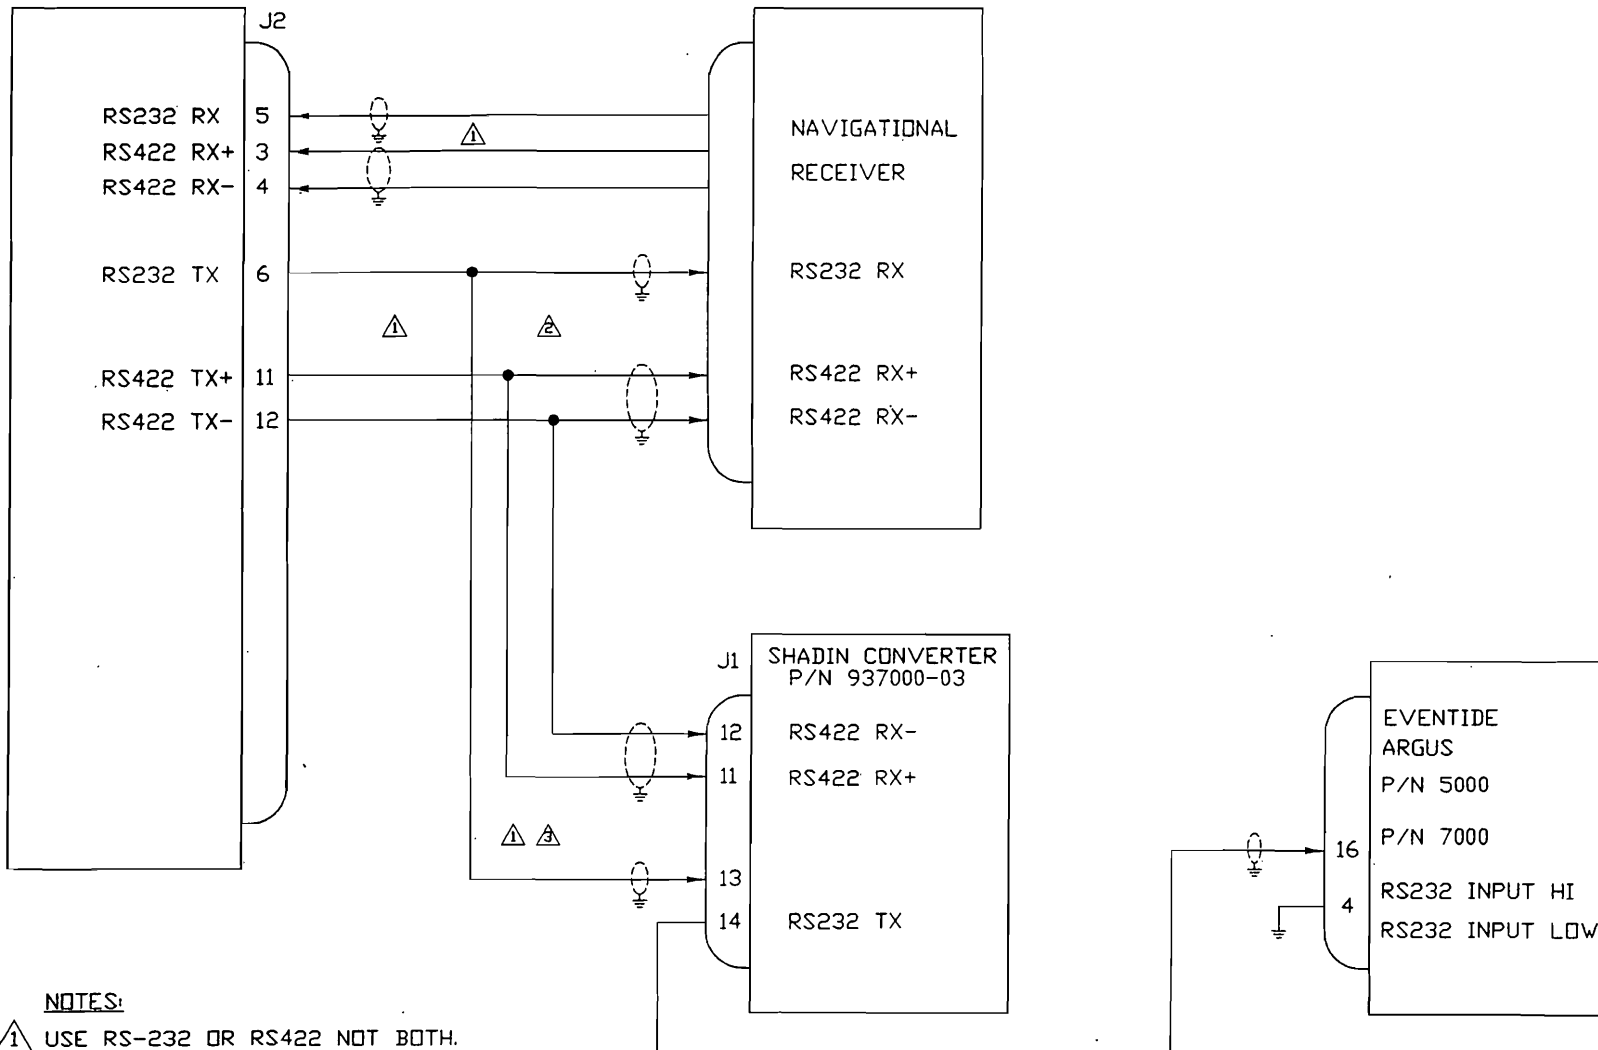 J2
RS232 RX 5
RS422 RX+ 3
RS422 RX- 4
RS232 TX 6
RS422 TX+ 11
RS422 TX- 12
1
1
2
NAVIGATIONAL
RECEIVER
RS232 RX
RS422 RX+
RS422 RX-
J1
SHADIN CONVERTER
P/N 937000-03
12 RS422 RX-
11 RS422 RX+
1 3
13
14 RS232 TX
EVENTIDE
ARGUS
P/N 5000
P/N 7000
16
RS232 INPUT HI
4
RS232 INPUT LOW
NOTES:
1 USE RS-232 OR RS422 NOT BOTH.